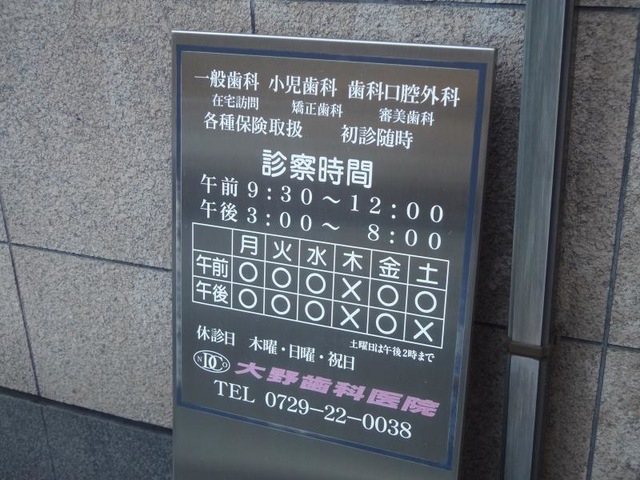 一般歯科 小児歯科 歯科口腔外科
在宅訪問 矯正歯科 審美歯科
各種保険取扱 初診随時
診察時間
午前 9:30～12:00
午後 3:00～ 8:00
月 火 水 木 金 土
午前 ○ ○ ○ × ○ ○
午後 ○ ○ ○ × ○ ×
土曜日は午後2時まで
休診日 木曜・日曜・祝日
NDCO 大野歯科医院
TEL 0729-22-0038